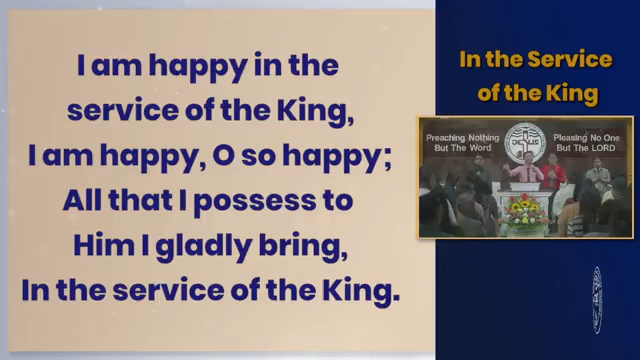 I am happy in the
service of the King,
I am happy, O so happy;
All that I possess to
Him I gladly bring,
In the service of the King.
In the Service
of the King
Preaching Nothing
But The Word
JESUS
Pleasing No One
But The LORD